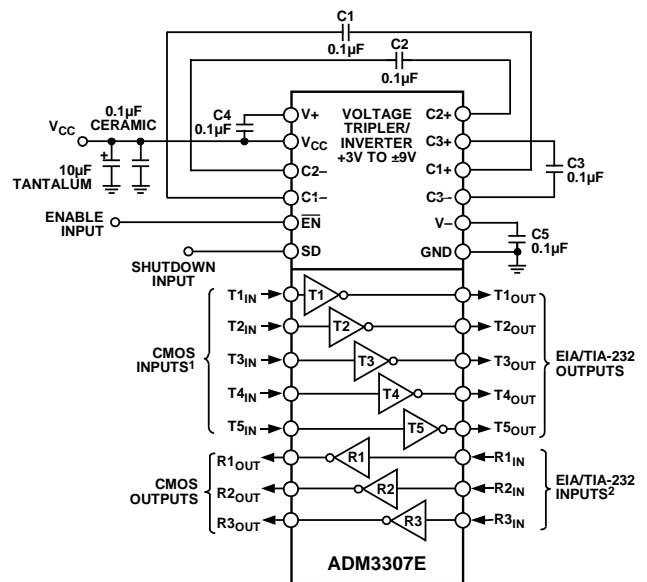 C1
0.1µF
C2
0.1µF
0.1µF
CERAMIC
VCC
+
10µF
TANTALUM
C4
0.1µF
V+
VCC
C2–
C1–
EN
SD
VOLTAGE
TRIPLER/
INVERTER
+3V TO ±9V
C2+
C3+
C1+
C3–
V–
GND
C3
0.1µF
C5
0.1µF
ENABLE
INPUT
SHUTDOWN
INPUT
CMOS
INPUTS1
T1IN
T1
T1OUT
T2IN
T2
T2OUT
T3IN
T3
T3OUT
T4IN
T4
T4OUT
T5IN
T5
T5OUT
EIA/TIA-232
OUTPUTS
CMOS
OUTPUTS
R1OUT
R1
R1IN
R2OUT
R2
R2IN
R3OUT
R3
R3IN
EIA/TIA-232
INPUTS2
ADM3307E